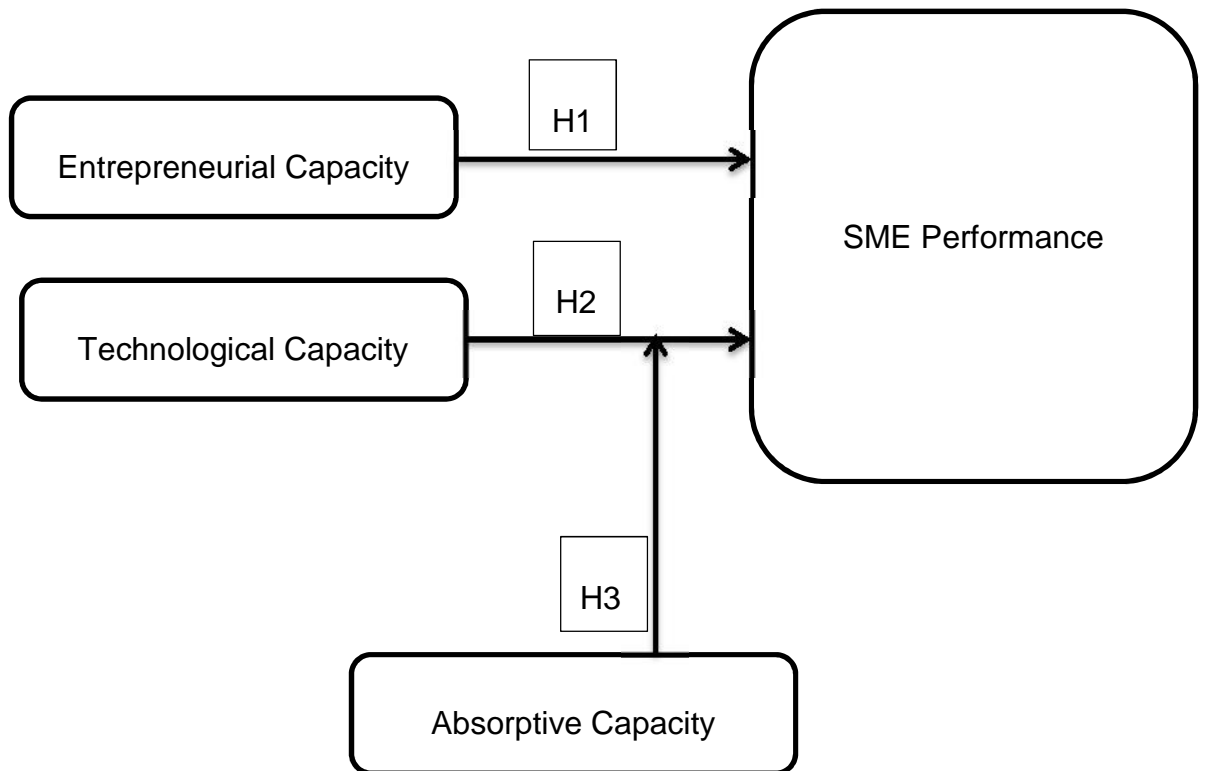 H1
Entrepreneurial Capacity
SME Performance
H2
Technological Capacity
H3
Absorptive Capacity